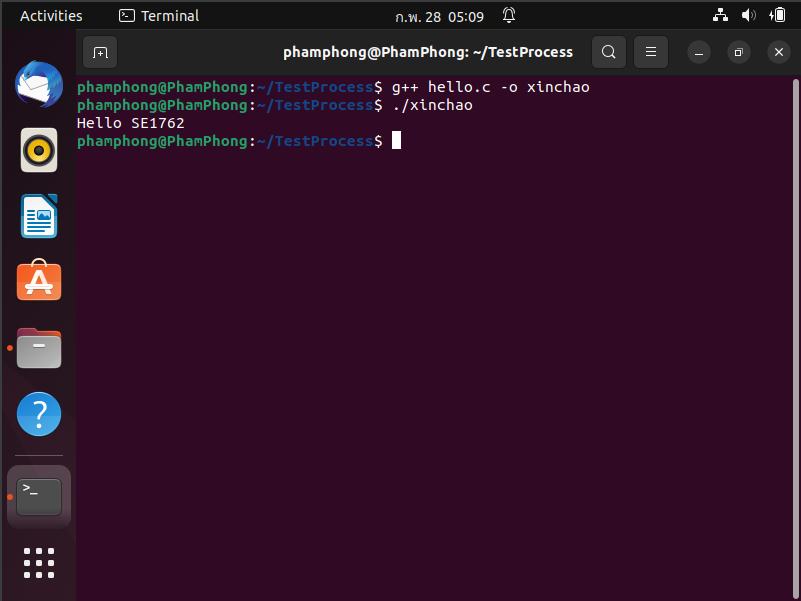 Activities Terminal ก.พ. 28 05:09
phamphong@PhamPhong: ~/TestProcess
phamphong@PhamPhong:~/TestProcess$ g++ hello.c -o xinchao
phamphong@PhamPhong:~/TestProcess$ ./xinchao
Hello SE1762
phamphong@PhamPhong:~/TestProcess$